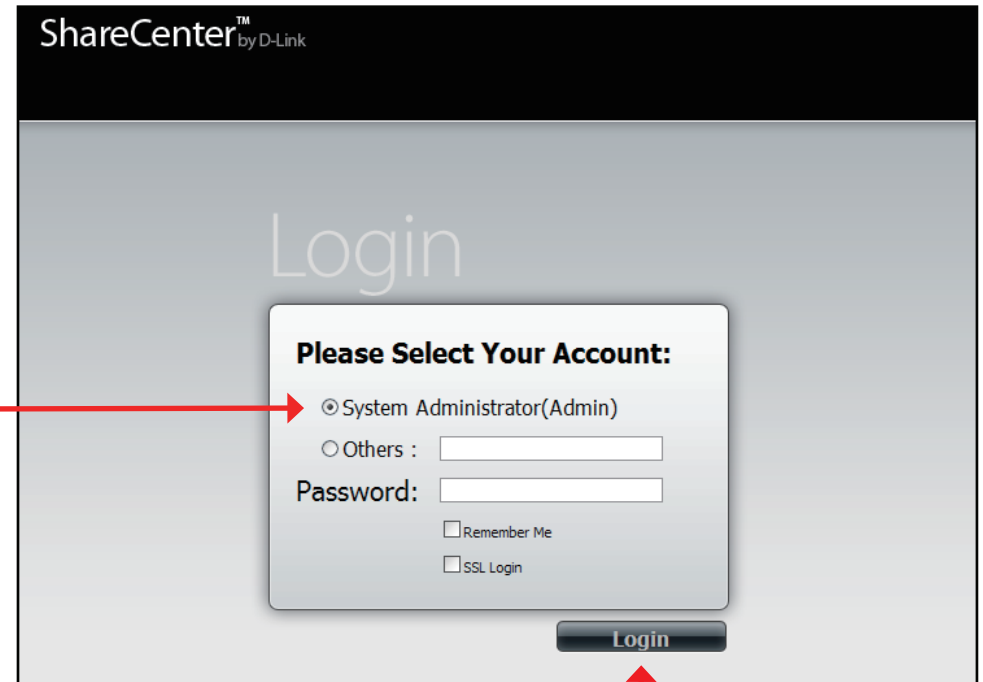 ShareCenter™ by D-Link
Login
Please Select Your Account:
System Administrator(Admin)
Others :
Password:
Remember Me
SSL Login
Login